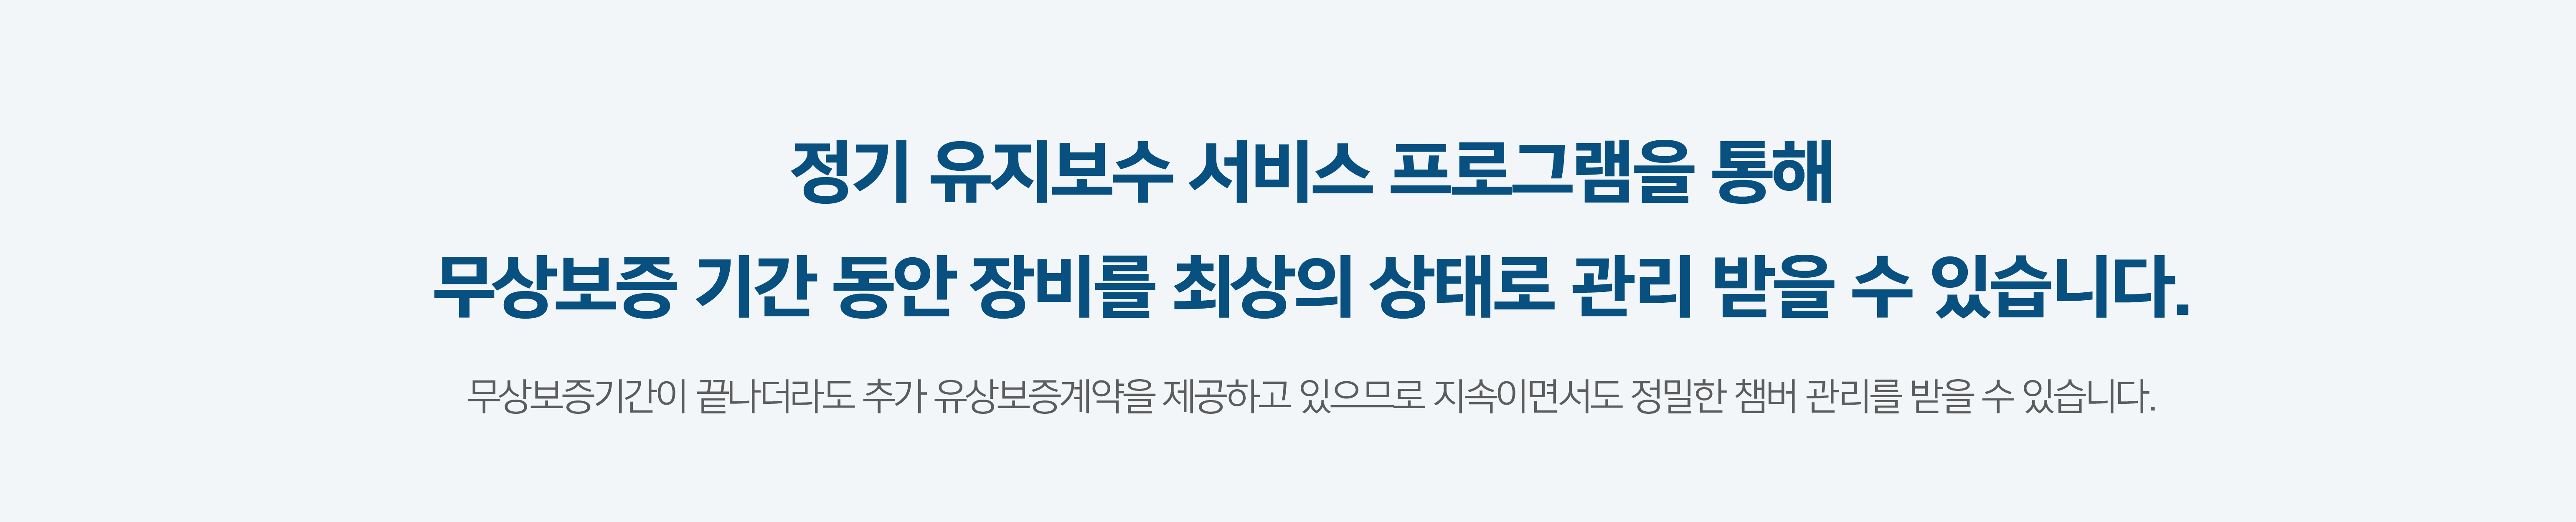 정기 유지보수 서비스 프로그램을 통해
무상보증 기간 동안 장비를 최상의 상태로 관리 받을 수 있습니다.
무상보증기간이 끝나더라도 추가 유상보증계약을 제공하고 있으므로 지속이면서도 정밀한 챔버 관리를 받을 수 있습니다.